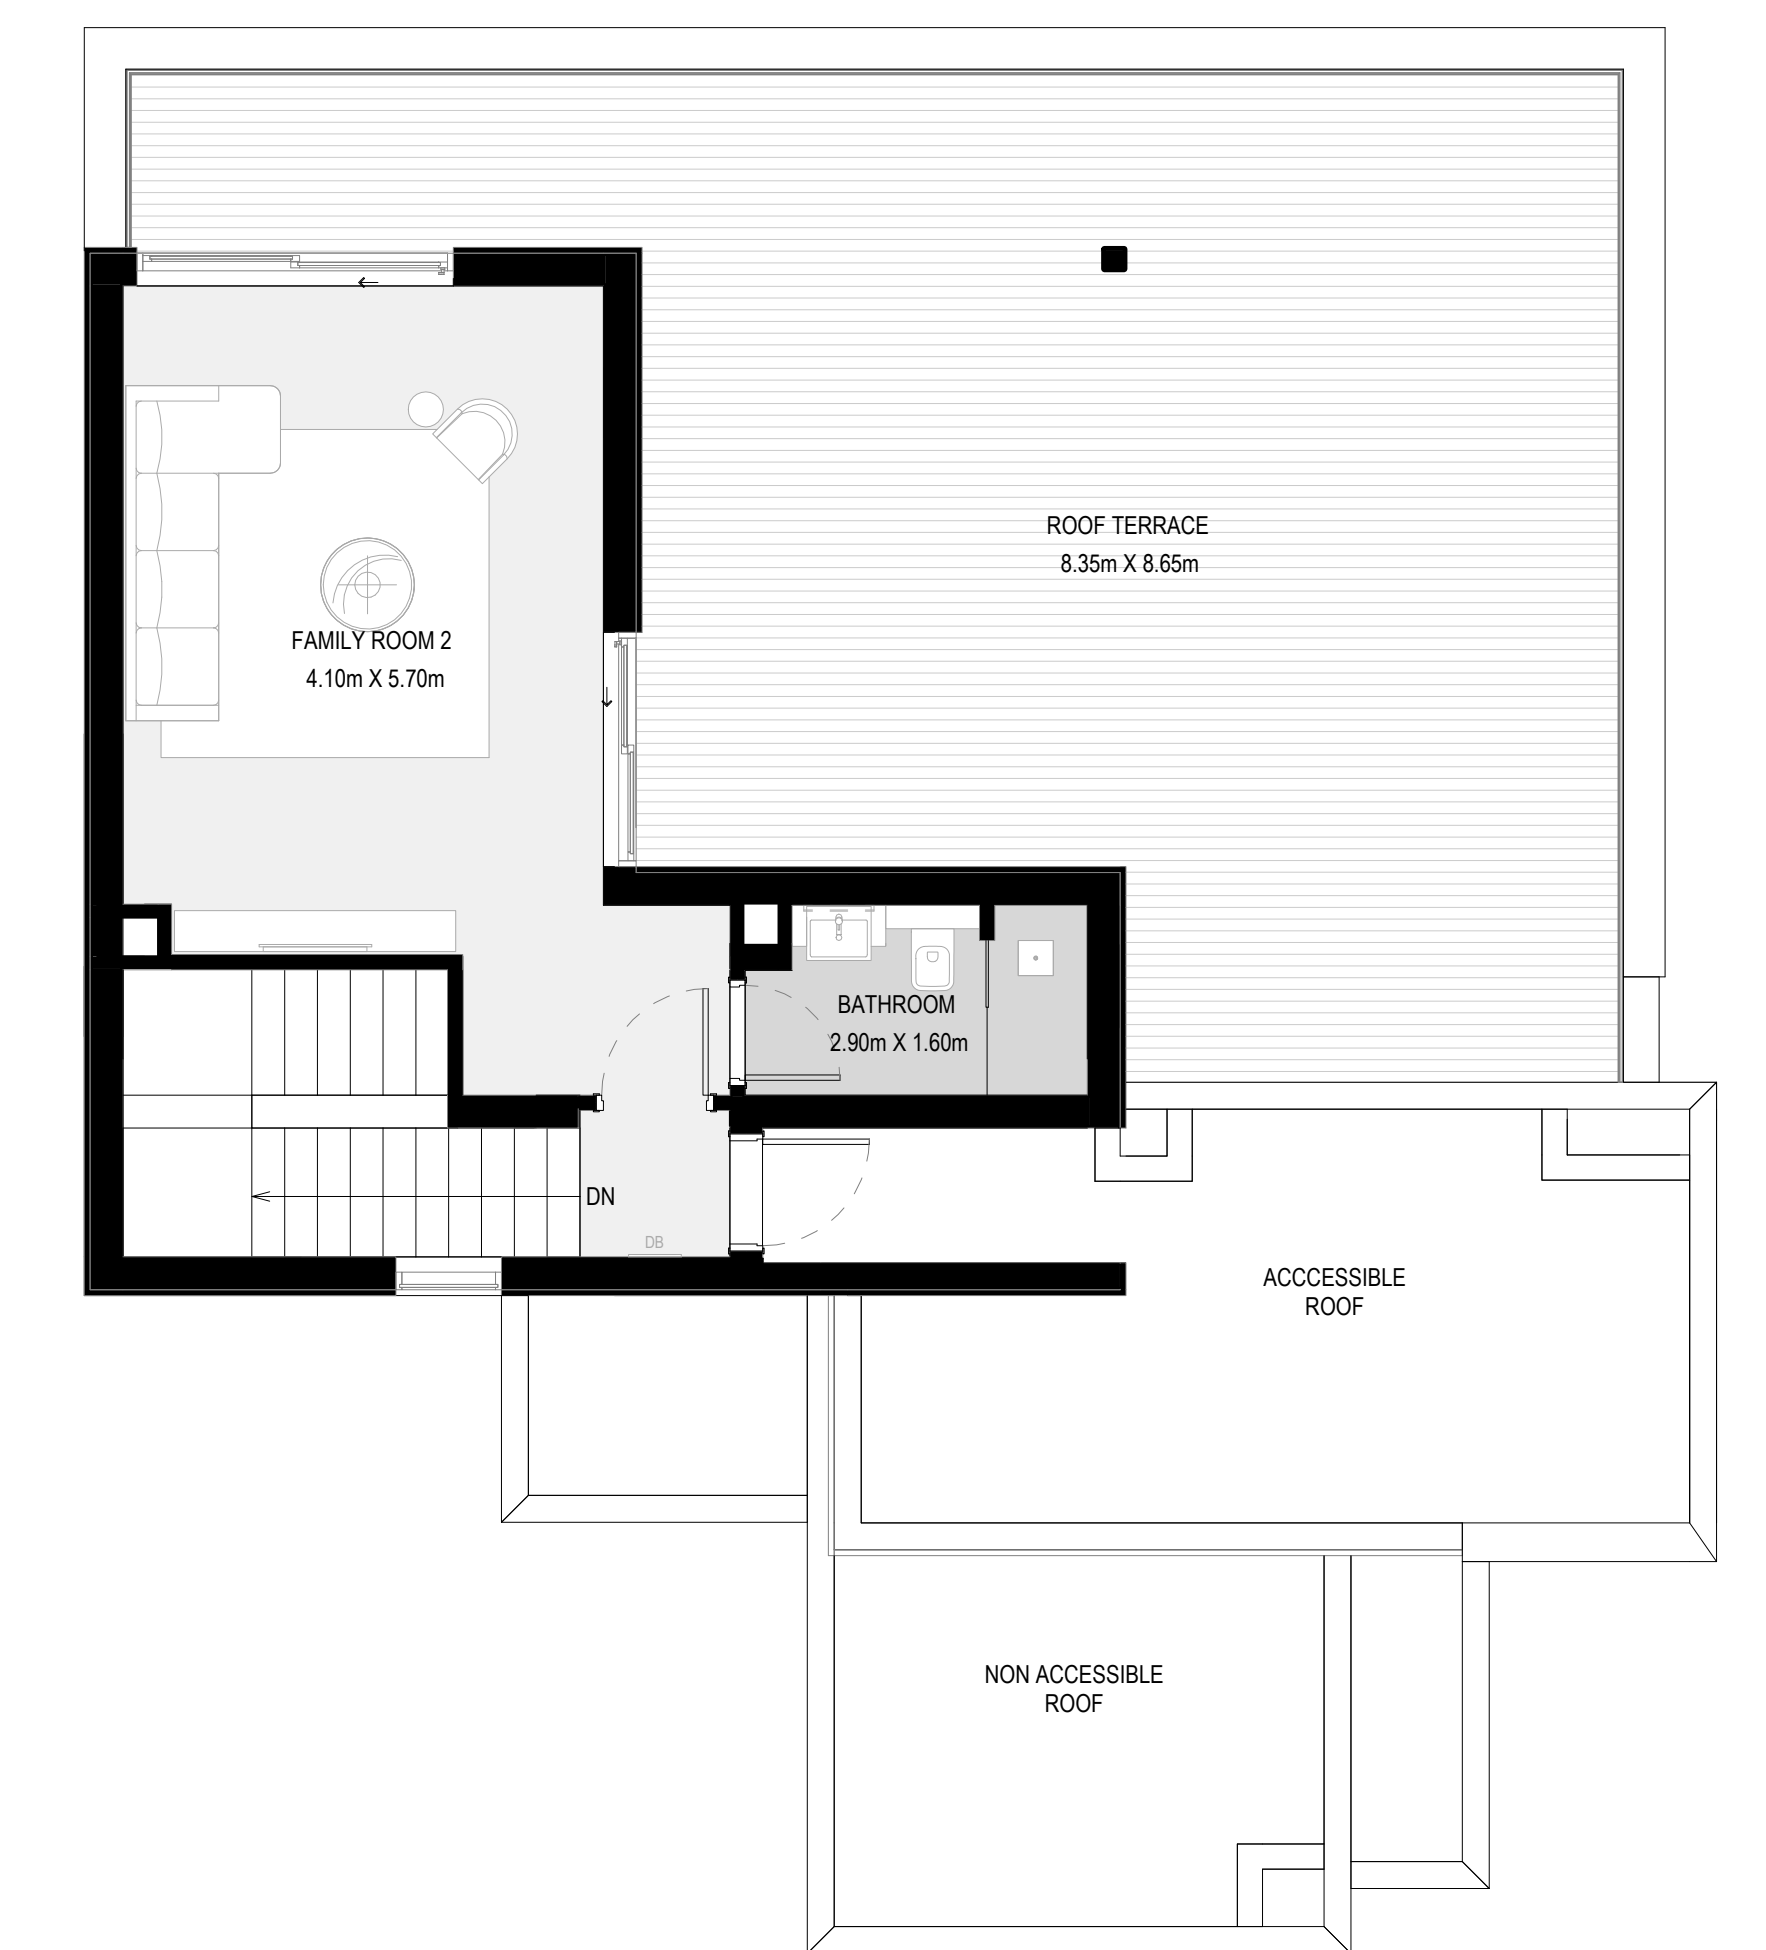 ROOF TERRACE
8.35m X 8.65m
FAMILY ROOM 2
4.10m X 5.70m
BATHROOM
2.90m X 1.60m
DN
DB
ACCCESSIBLE
ROOF
NON ACCESSIBLE
ROOF